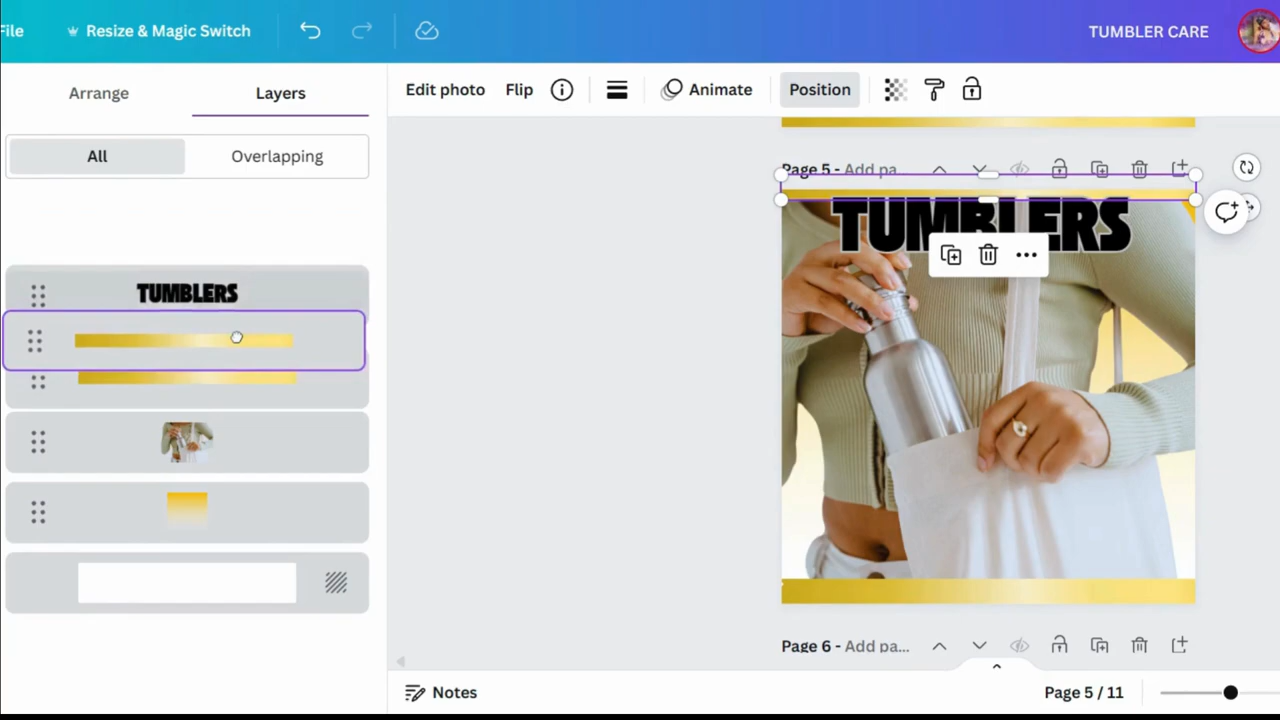 File
Resize & Magic Switch
TUMBLER CARE
Arrange
Layers
Edit photo
Flip
Animate
Position
All
Overlapping
Page 5 - Add pa...
TUMBLERS
TUMBLERS
Page 6 - Add pa...
Notes
Page 5 / 11